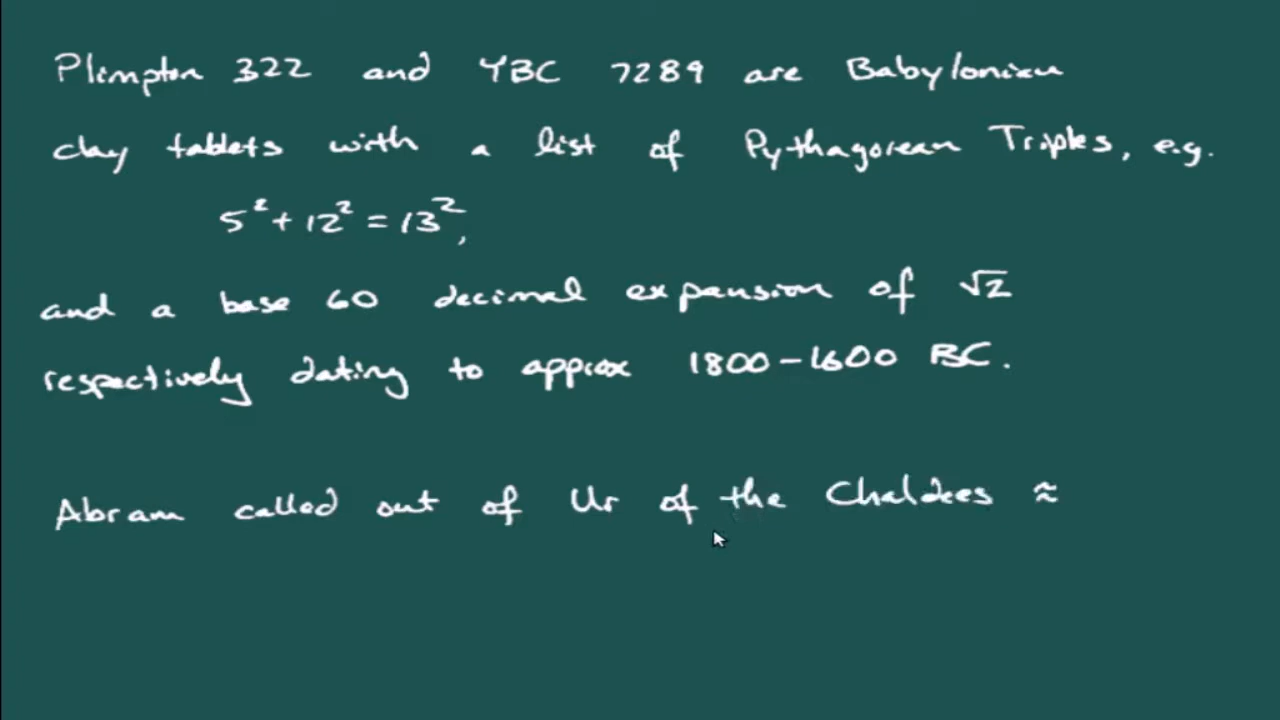 Plimpton 322 and YBC 7289 are Babylonian
clay tablets with a list of Pythagorean Triples, e.g.
5² + 12² = 13²,
and a base 60 decimal expansion of √2
respectively dating to approx 1800-1600 BC.
Abram called out of Ur of the Chaldees ≈